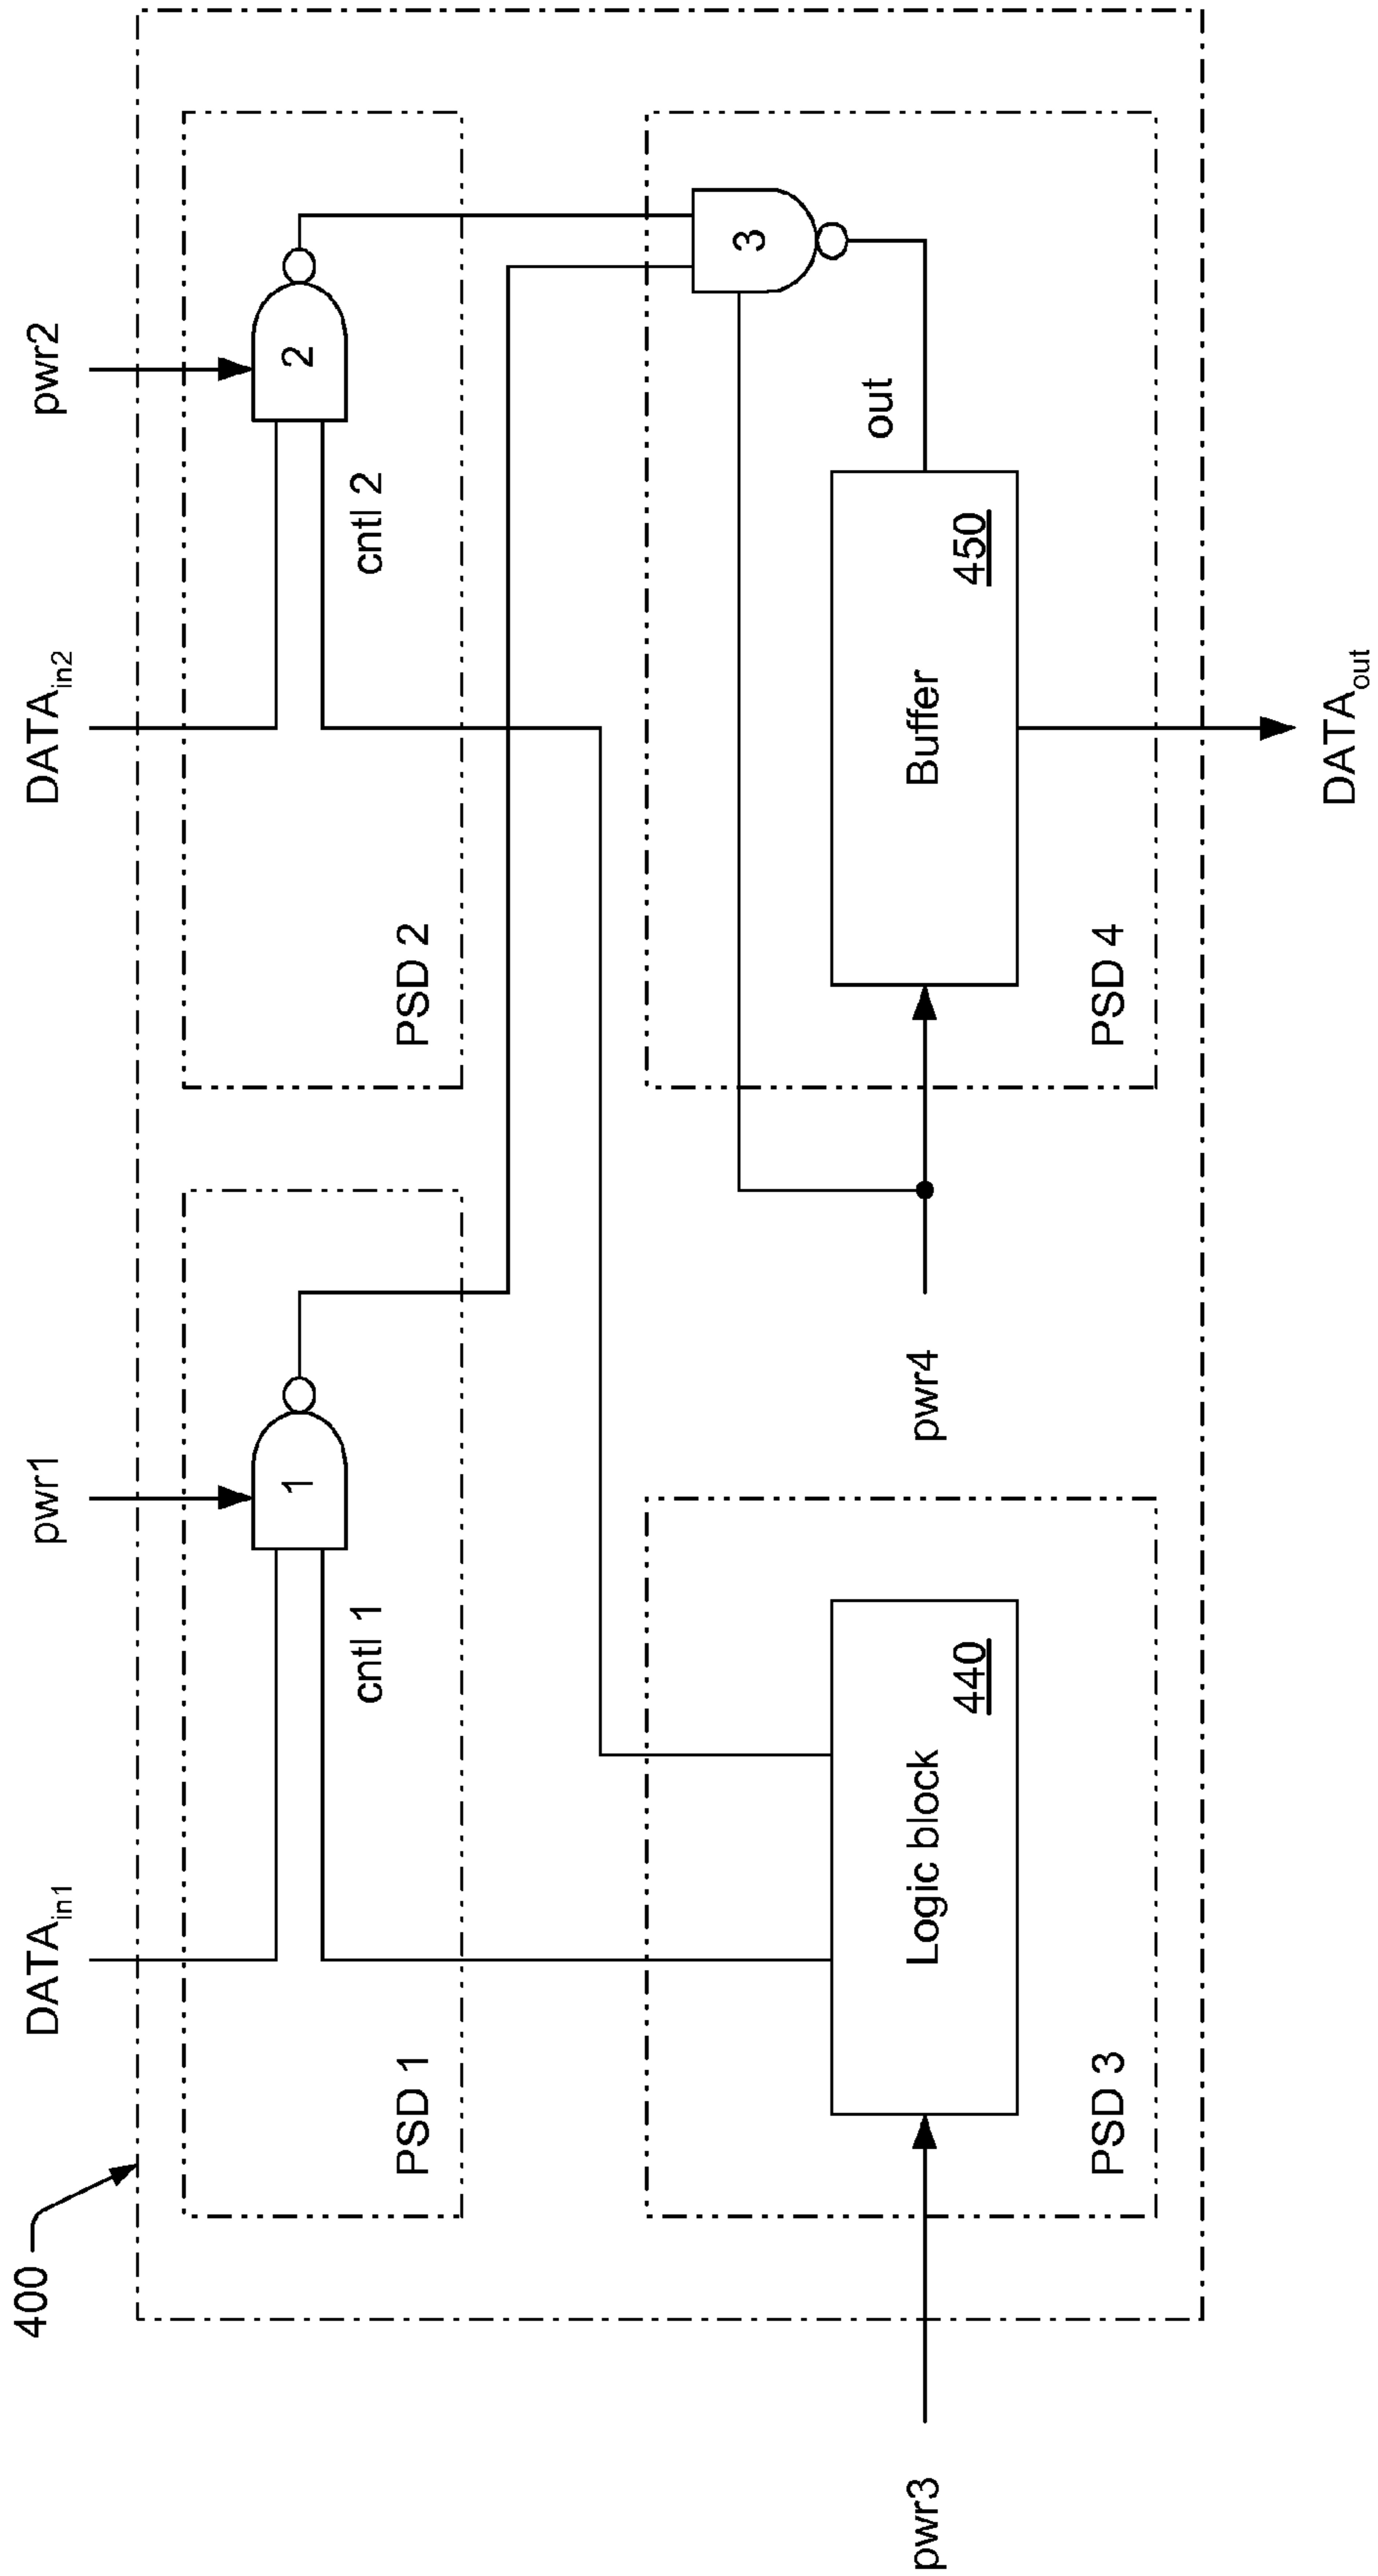 400
DATAin1
pwr1
DATAin2
pwr2
1
2
cntl 1
cntl 2
PSD 1
PSD 2
3
out
pwr3
Logic block
440
pwr4
Buffer
450
PSD 3
PSD 4
DATAout